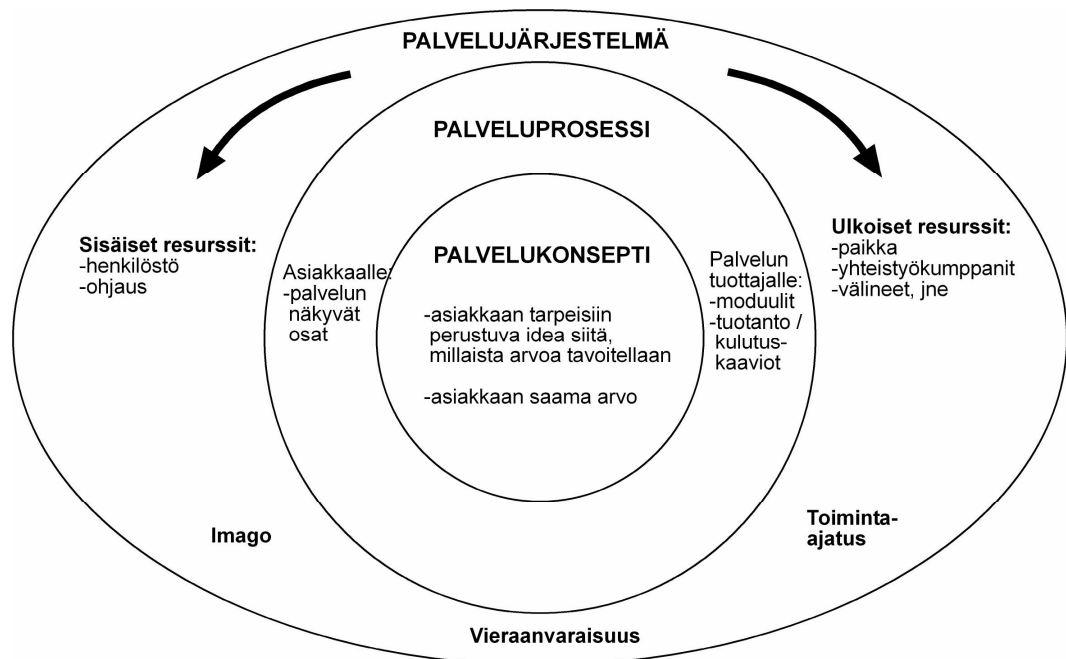 PALVELUJÄRJESTELMÄ
PALVELUPROSESSI
Sisäiset resurssit:
-henkilöstö
-ohjaus
Asiakkaalle:
-palvelun
näkyvät
osat
PALVELUKONSEPTI
-asiakkaan tarpeisiin
perustuva idea siitä,
millaista arvoa tavoitellaan
-asiakkaan saama arvo
Palvelun
tuottajalle:
-moduulit
-tuotanto /
kulutus-
kaaviot
Ulkoiset resurssit:
-paikka
-yhteistyökumppanit
-välineet, jne
Imago
Toiminta-
ajatus
Vieraanvaraisuus